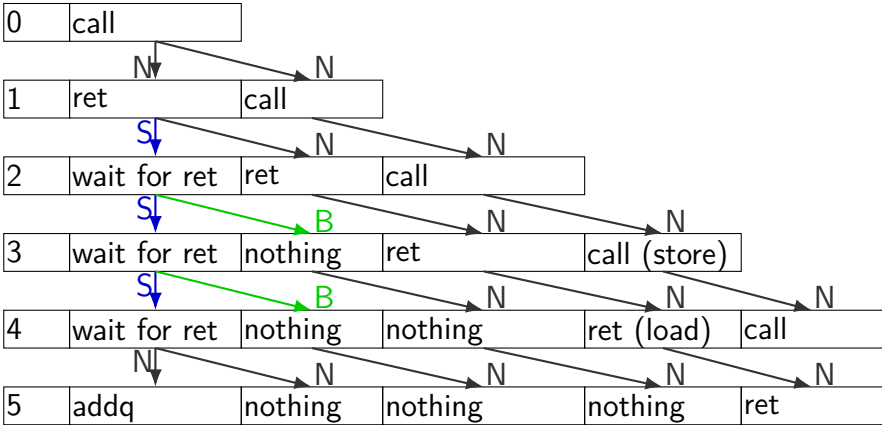 0 call
N N
1 ret call
S N N
2 wait for ret ret call
S B N N
3 wait for ret nothing ret call (store)
S B N N N
4 wait for ret nothing nothing ret (load) call
N N N N N
5 addq nothing nothing nothing ret